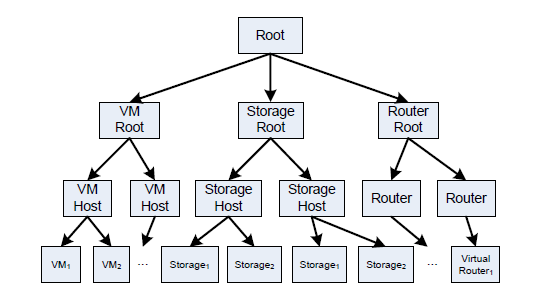 Root
VM
Root
Storage
Root
Router
Root
VM
Host
VM
Host
Storage
Host
Storage
Host
Router
Router
VM₁
VM₂
...
Storage₁
Storage₂
Storage₁
Storage₂
...
Virtual
Router₁